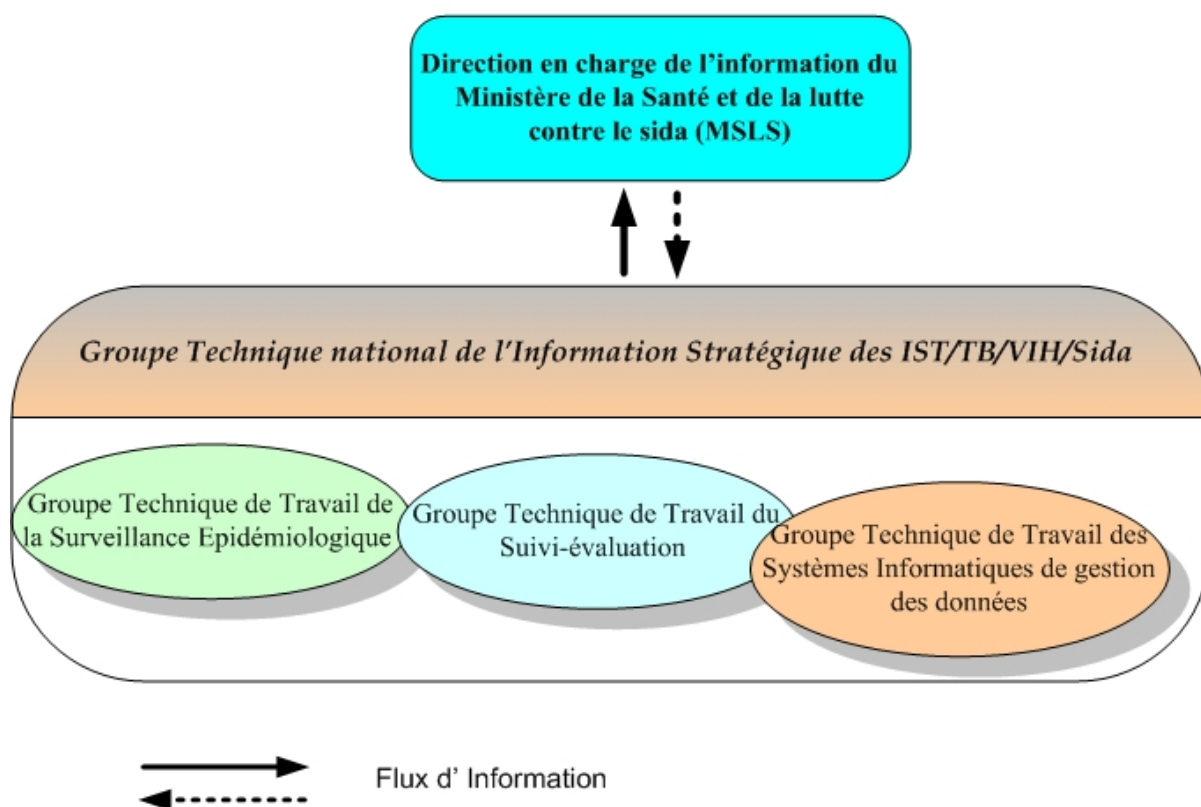 Direction en charge de l’information du
Ministère de la Santé et de la lutte
contre le sida (MSLS)
Groupe Technique national de l’Information Stratégique des IST/TB/VIH/Sida
Groupe Technique de Travail de
la Surveillance Epidémiologique
Groupe Technique de Travail du
Suivi-évaluation
Groupe Technique de Travail des
Systèmes Informatiques de gestion
des données
Flux d’ Information